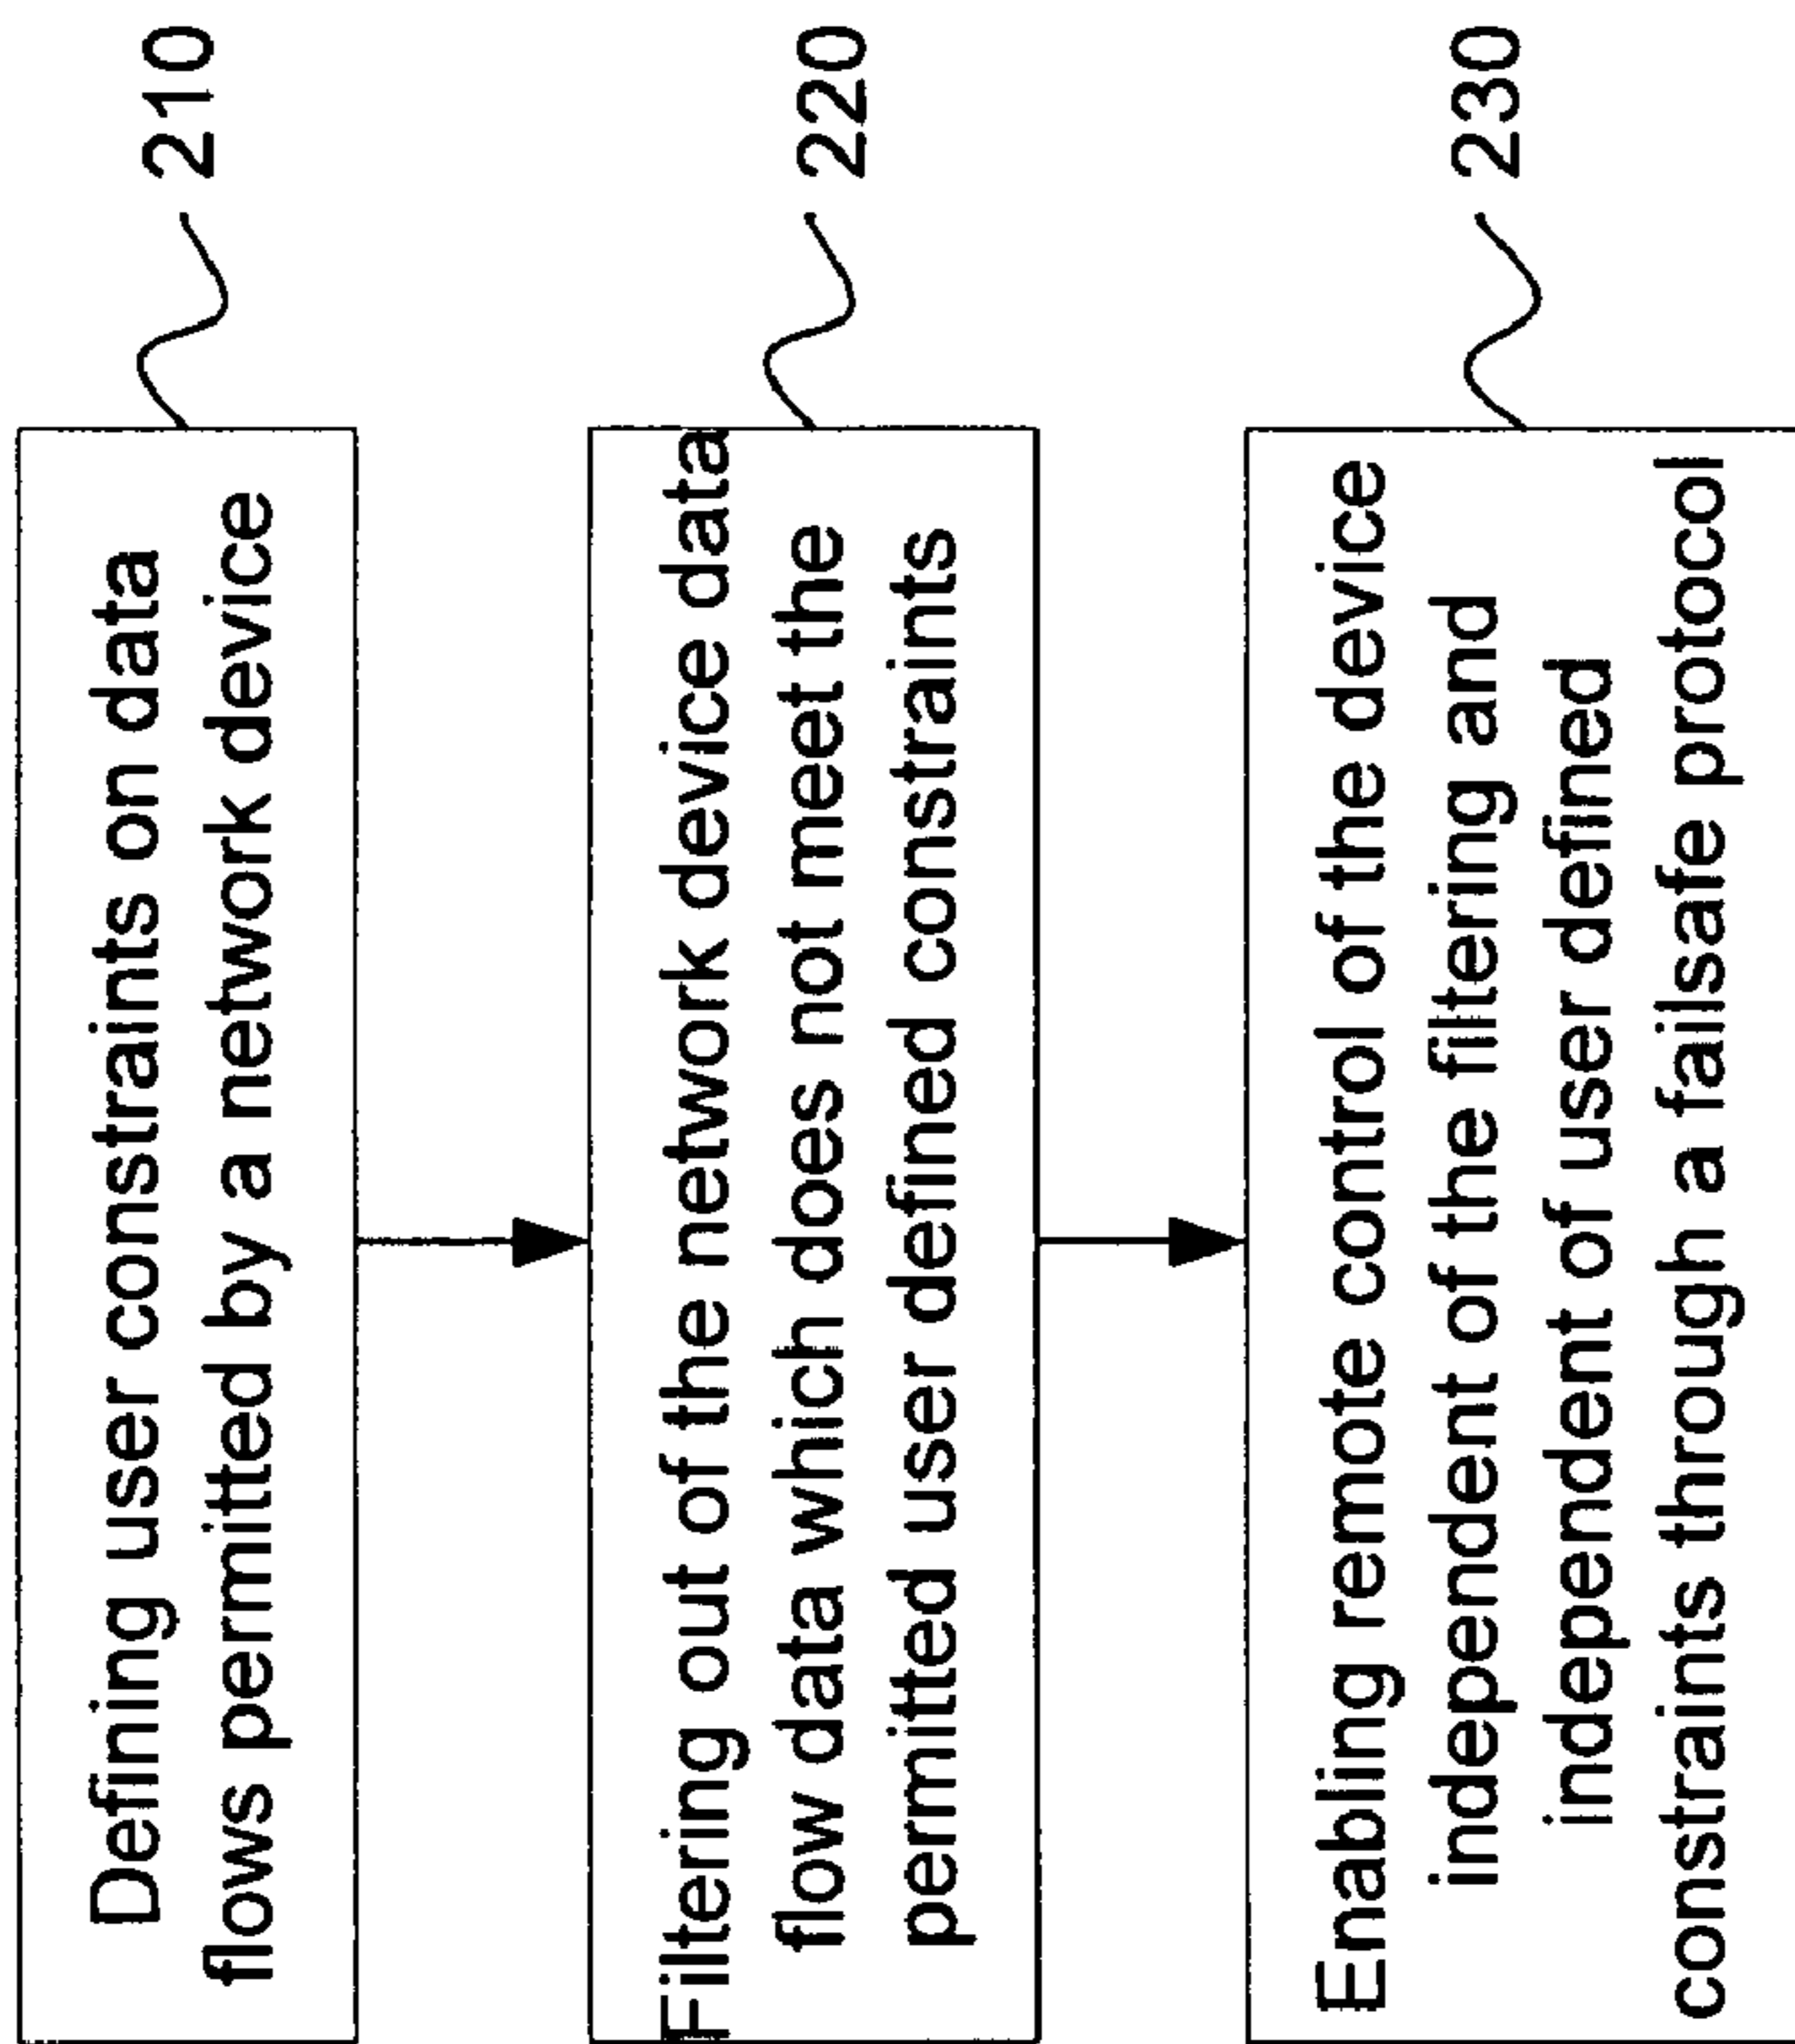 Defining user constraints on data
flows permitted by a network device
210
Filtering out of the network device data
flow data which does not meet the
permitted user defined constraints
220
Enabling remote control of the device
independent of the filtering and
independent of user defined
constraints through a failsafe protocol
230